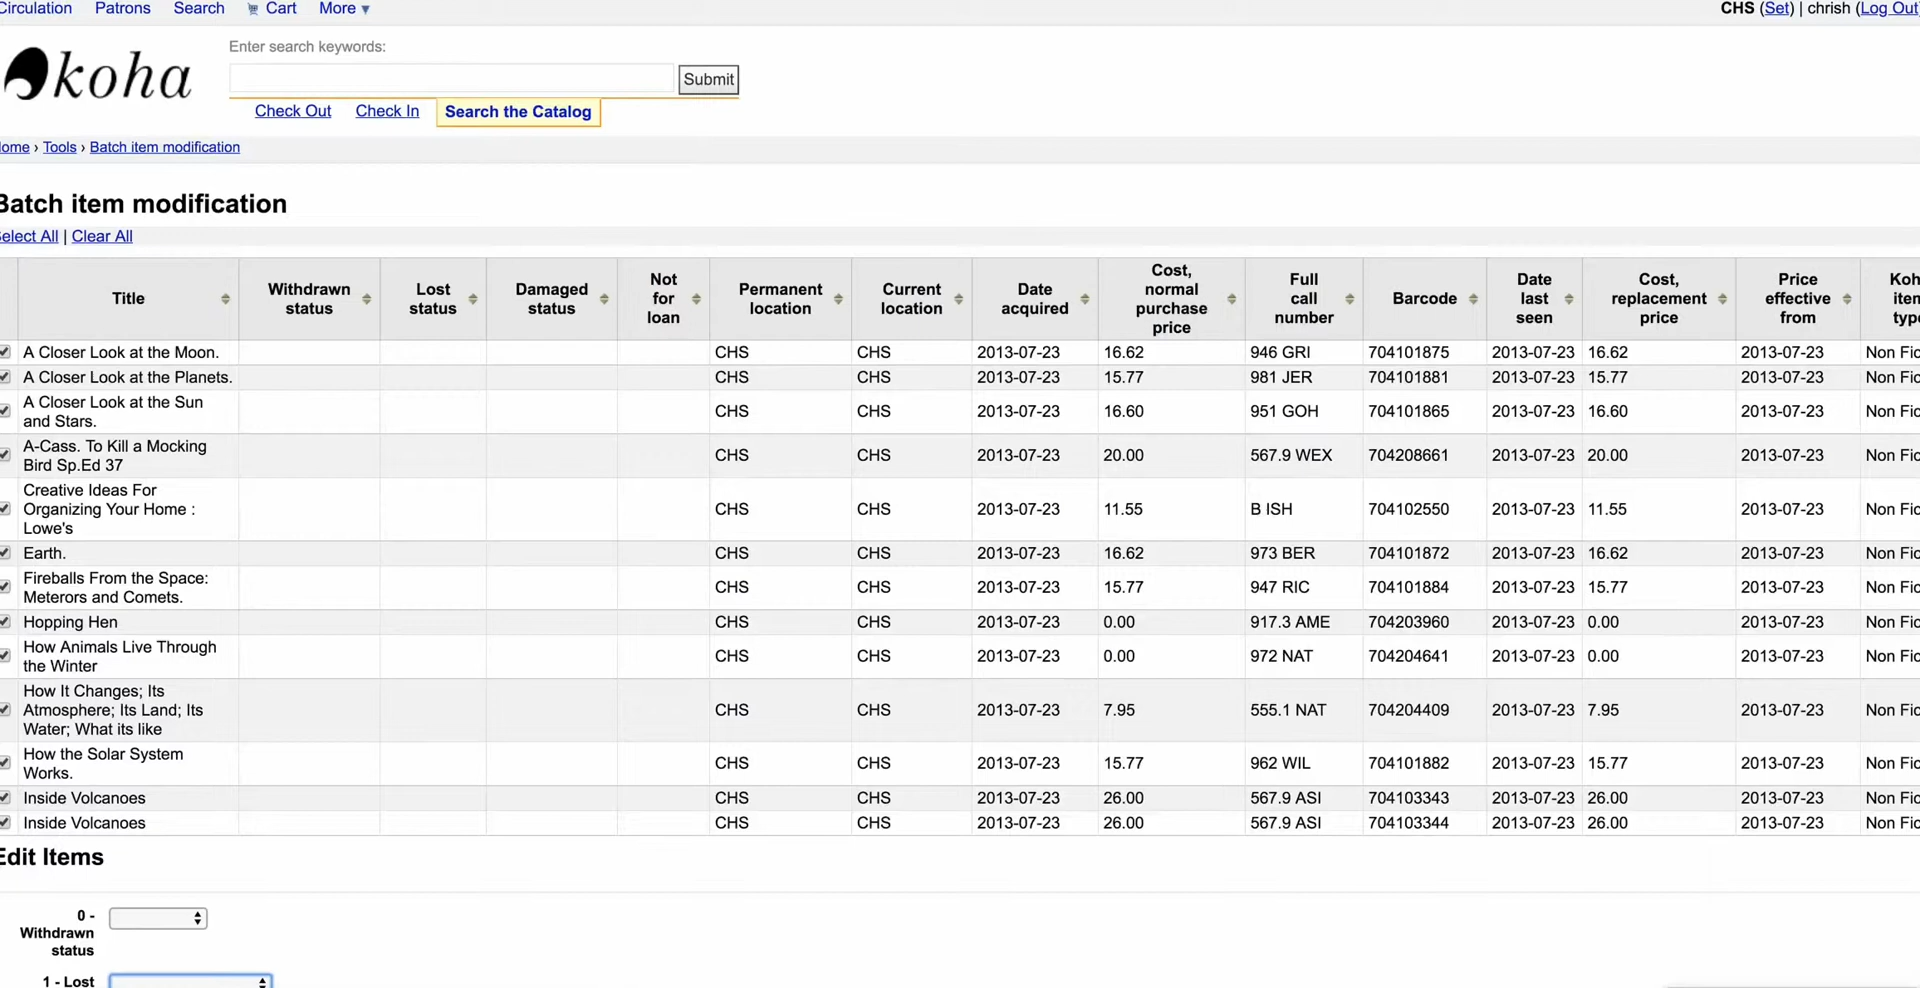 Circulation Patrons Search Cart More ▼ CHS (Set) | chrish (Log Out)
koha
Enter search keywords:
Submit
Check Out Check In Search the Catalog
ome › Tools › Batch item modification
Batch item modification
elect All | Clear All
Title Withdrawn status Lost status Damaged status Not for loan Permanent location Current location Date acquired Cost, normal purchase price Full call number Barcode Date last seen Cost, replacement price Price effective from Koh item type
A Closer Look at the Moon. CHS CHS 2013-07-23 16.62 946 GRI 704101875 2013-07-23 16.62 2013-07-23 Non Fic
A Closer Look at the Planets. CHS CHS 2013-07-23 15.77 981 JER 704101881 2013-07-23 15.77 2013-07-23 Non Fic
A Closer Look at the Sun
and Stars. CHS CHS 2013-07-23 16.60 951 GOH 704101865 2013-07-23 16.60 2013-07-23 Non Fic
A-Cass. To Kill a Mocking
Bird Sp.Ed 37 CHS CHS 2013-07-23 20.00 567.9 WEX 704208661 2013-07-23 20.00 2013-07-23 Non Fic
Creative Ideas For
Organizing Your Home : CHS CHS 2013-07-23 11.55 B ISH 704102550 2013-07-23 11.55 2013-07-23 Non Fic
Lowe's
Earth. CHS CHS 2013-07-23 16.62 973 BER 704101872 2013-07-23 16.62 2013-07-23 Non Fic
Fireballs From the Space:
Meterors and Comets. CHS CHS 2013-07-23 15.77 947 RIC 704101884 2013-07-23 15.77 2013-07-23 Non Fic
Hopping Hen CHS CHS 2013-07-23 0.00 917.3 AME 704203960 2013-07-23 0.00 2013-07-23 Non Fic
How Animals Live Through
the Winter CHS CHS 2013-07-23 0.00 972 NAT 704204641 2013-07-23 0.00 2013-07-23 Non Fic
How It Changes; Its
Atmosphere; Its Land; Its CHS CHS 2013-07-23 7.95 555.1 NAT 704204409 2013-07-23 7.95 2013-07-23 Non Fic
Water; What its like
How the Solar System
Works. CHS CHS 2013-07-23 15.77 962 WIL 704101882 2013-07-23 15.77 2013-07-23 Non Fic
Inside Volcanoes CHS CHS 2013-07-23 26.00 567.9 ASI 704103343 2013-07-23 26.00 2013-07-23 Non Fic
Inside Volcanoes CHS CHS 2013-07-23 26.00 567.9 ASI 704103344 2013-07-23 26.00 2013-07-23 Non Fic
Edit Items
0 -
Withdrawn
status
1 - Lost